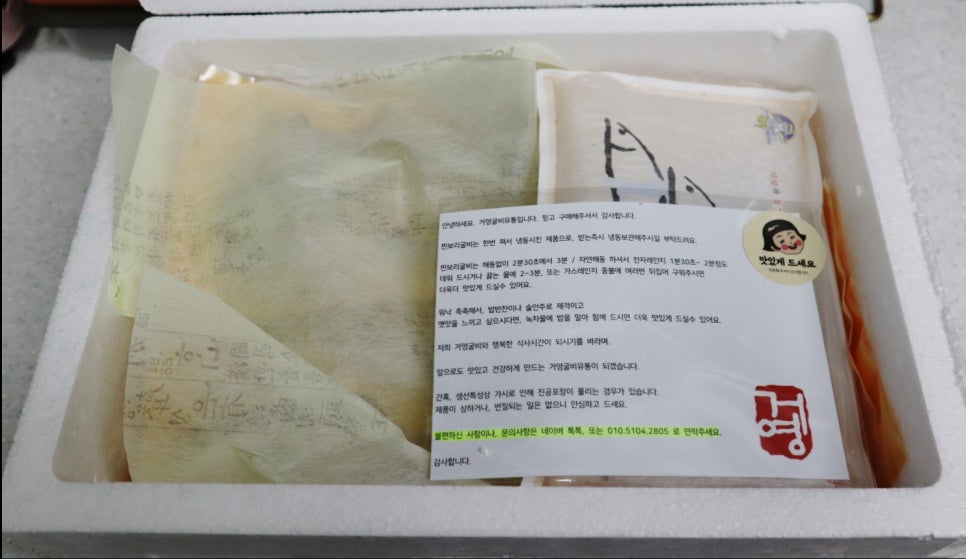 안녕하세요. 거영굴비유통입니다. 믿고 구매해주셔서 감사합니다.
찐보리굴비는 한번 쪄서 냉동시킨 제품으로, 받는즉시 냉동보관해주시길 부탁드려요.
찐보리굴비는 해동없이 2분30초에서 3분 / 자연해동 하셔서 전자레인지 1분30초- 2분정도
데워 드시거나 끓는 물에 2-3분, 또는 가스레인지 중불에 여러번 뒤집어 구워주시면
더욱더 맛있게 드실수 있어요.
워낙 촉촉해서, 밥반찬이나 술안주로 제격이고
옛맛을 느끼고 싶으시다면, 녹차물에 밥을 말아 함께 드시면 더욱 맛있게 드실수 있어요.
저희 거영굴비와 행복한 식사시간이 되시기를 바라며,
앞으로도 맛있고 건강하게 만드는 거영굴비유통이 되겠습니다.
간혹, 생선특성상 가시로 인해 진공포장이 풀리는 경우가 있습니다.
제품이 상하거나, 변질되는 일은 없으니 안심하고 드세요.
불편하신 사항이나, 문의사항은 네이버 톡톡, 또는 010.5104.2805 로 연락주세요.
감사합니다.
맛있게 드세요
거영